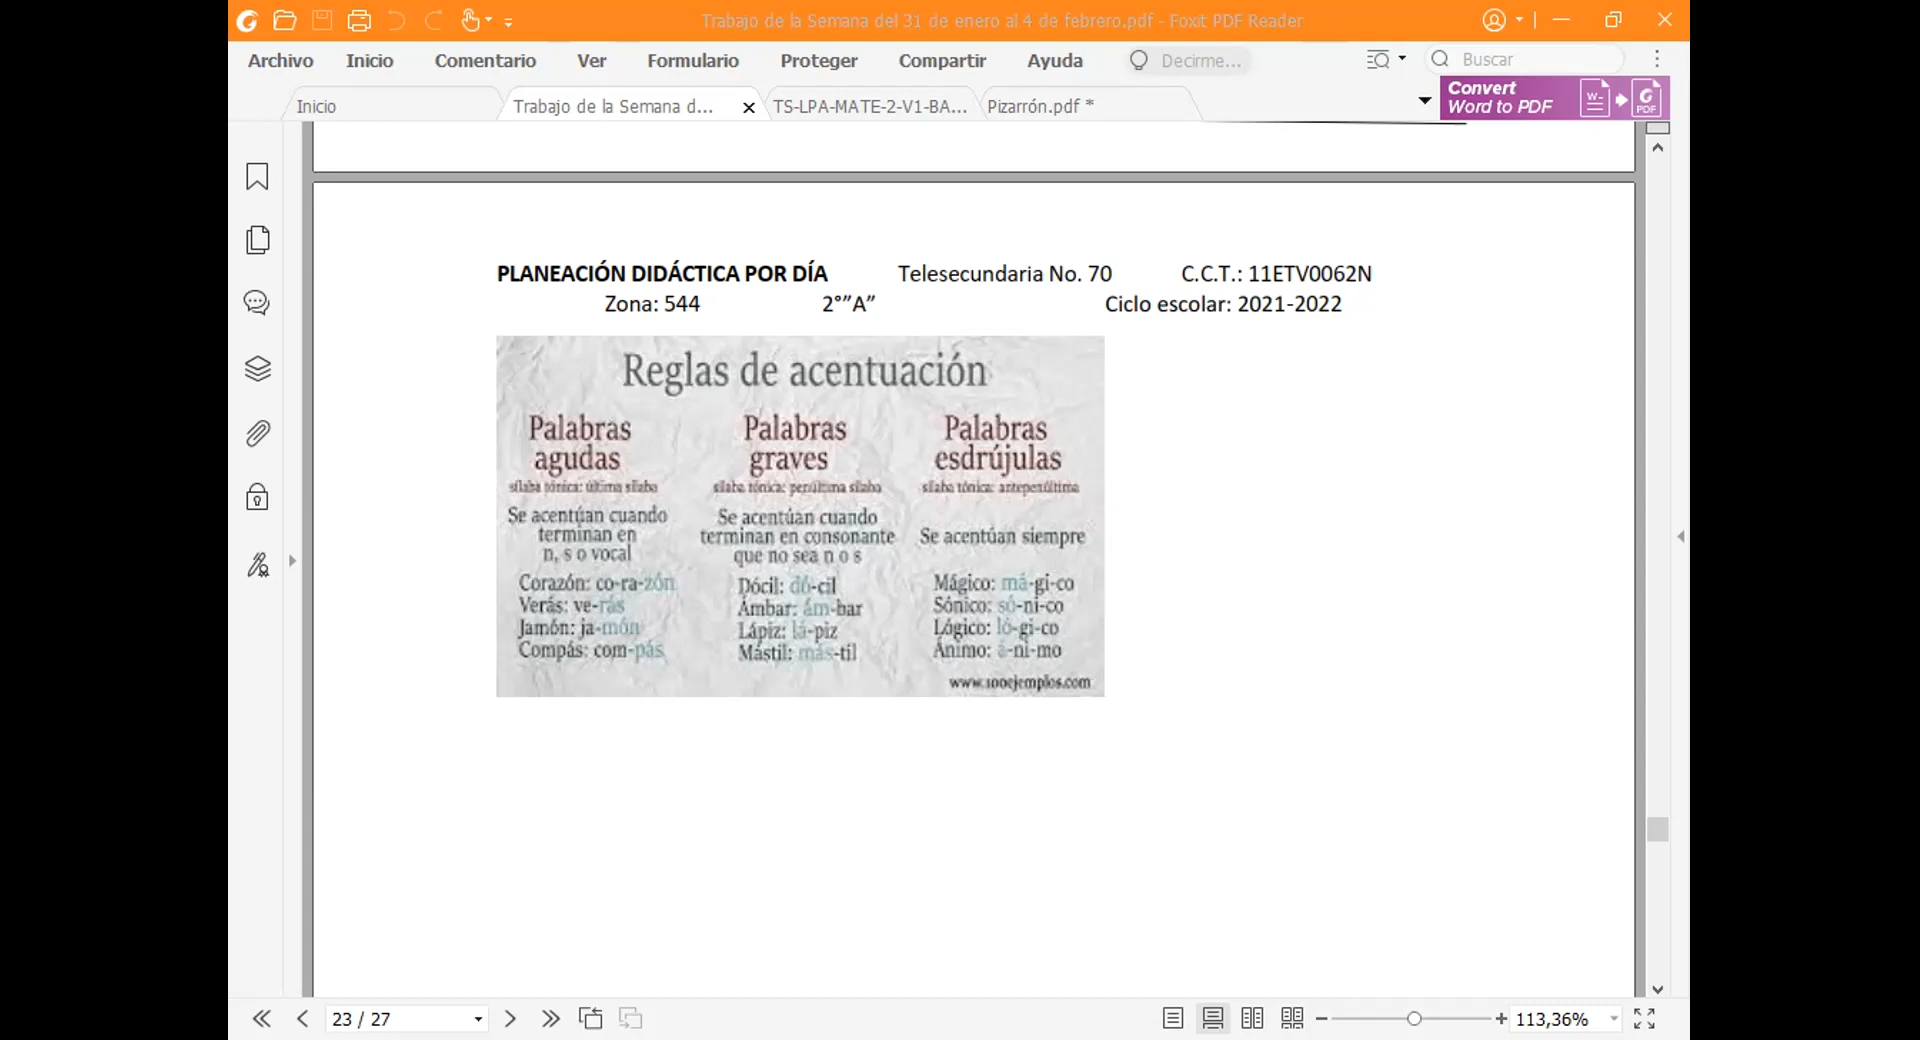 Trabajo de la Semana del 31 de enero al 4 de febrero.pdf - Foxit PDF Reader
Archivo Inicio Comentario Ver Formulario Proteger Compartir Ayuda Decirme... Buscar
Inicio Trabajo de la Semana d... TS-LPA-MATE-2-V1-BA... Pizarrón.pdf * Convert
Word to PDF W PDF
PLANEACIÓN DIDÁCTICA POR DÍA Telesecundaria No. 70 C.C.T.: 11ETV0062N
Zona: 544 2°”A” Ciclo escolar: 2021-2022
Reglas de acentuación
Palabras
agudas
sílaba tónica: última sílaba
Se acentúan cuando
terminan en
n, s o vocal
Corazón: co-ra-zón
Verás: ve-rás
Jamón: ja-món
Compás: com-pás
Palabras
graves
sílaba tónica: penúltima sílaba
Se acentúan cuando
terminan en consonante
que no sea n o s
Dócil: dó-cil
Ámbar: ám-bar
Lápiz: lá-piz
Mástil: más-til
Palabras
esdrújulas
sílaba tónica: antepenúltima
Se acentúan siempre
Mágico: má-gi-co
Sónico: só-ni-co
Lógico: ló-gi-co
Ánimo: á-ni-mo
www.100ejemplos.com
23 / 27 113,36%